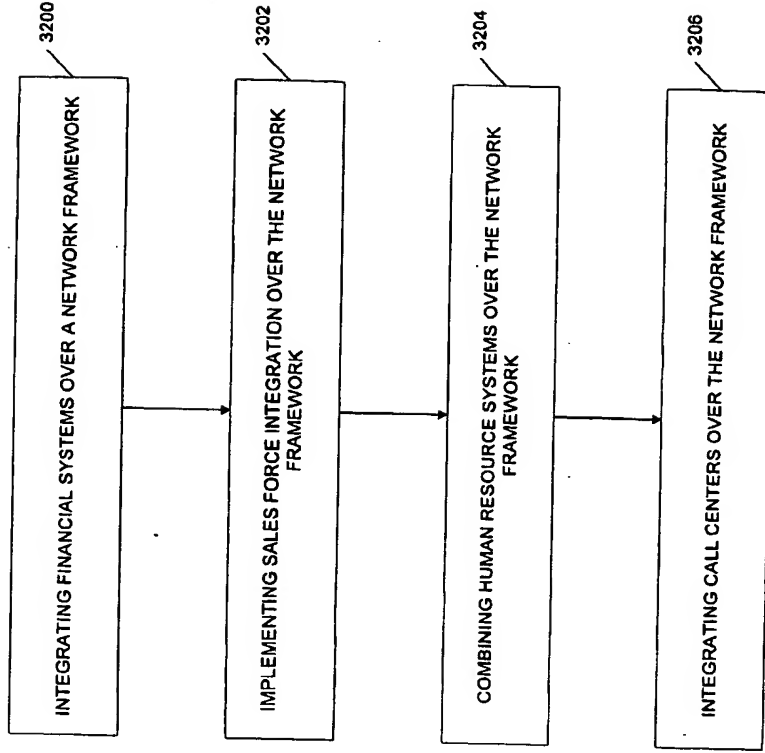 3200
INTEGRATING FINANCIAL SYSTEMS OVER A NETWORK FRAMEWORK
3202
IMPLEMENTING SALES FORCE INTEGRATION OVER THE NETWORK
FRAMEWORK
3204
COMBINING HUMAN RESOURCE SYSTEMS OVER THE NETWORK
FRAMEWORK
3206
INTEGRATING CALL CENTERS OVER THE NETWORK FRAMEWORK